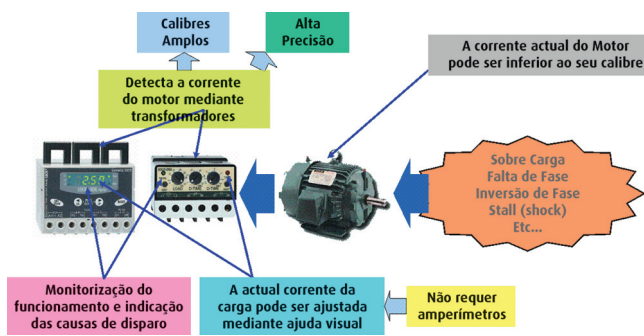 Calibres
Amplos
Alta
Precisão
A corrente actual do Motor
pode ser inferior ao seu calibre
Detecta a corrente
do motor mediante
transformadores
Sobre Carga
Falta de Fase
Inversão de Fase
Stall (shock)
Etc...
Monitorização do
funcionamento e indicação
das causas de disparo
A actual corrente da
carga pode ser ajustada
mediante ajuda visual
Não requer
amperímetros